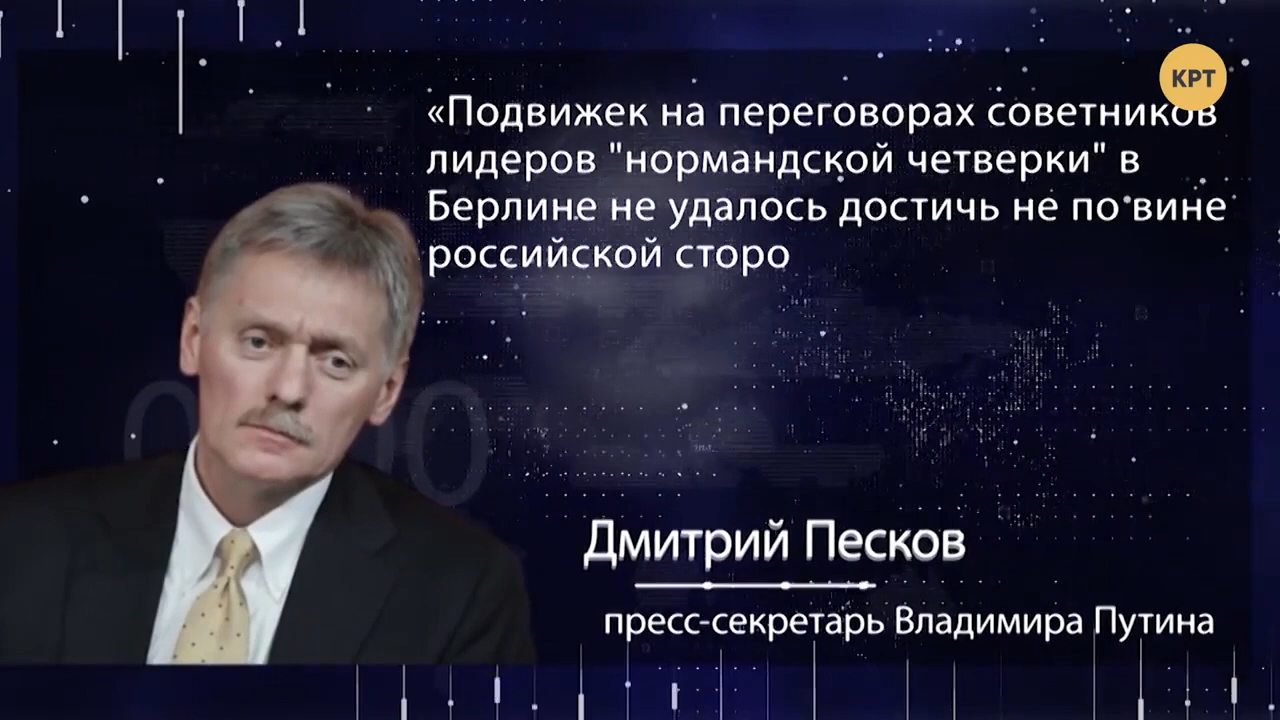 КРТ
«Подвижек на переговорах советников
лидеров "нормандской четверки" в
Берлине не удалось достичь не по вине
российской сторо
Дмитрий Песков
пресс-секретарь Владимира Путина